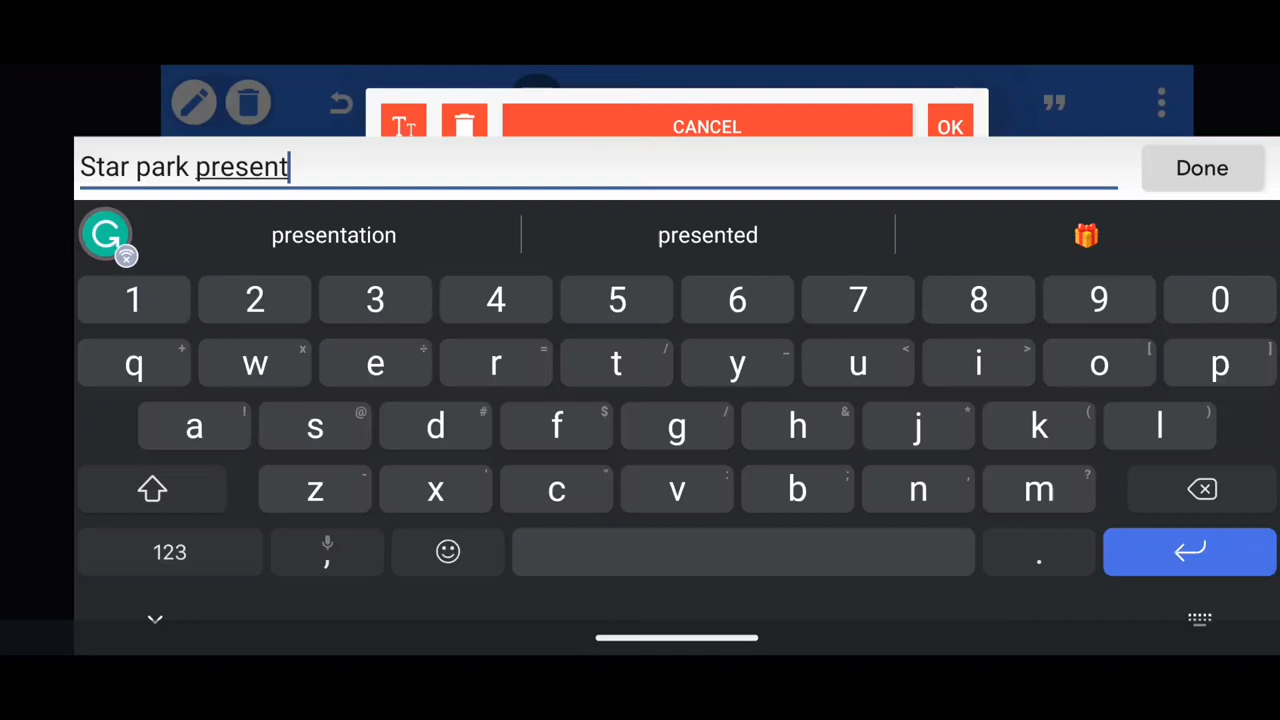 Tт
CANCEL
OK
Star park present
Done
presentation presented
1 2 3 4 5 6 7 8 9 0
q + w x e ÷ r = t / y _ u < i > o [ p ]
a ! s @ d # f $ g / h & j * k ( l )
z - x ' c " v : b ; n , m ?
123 , .